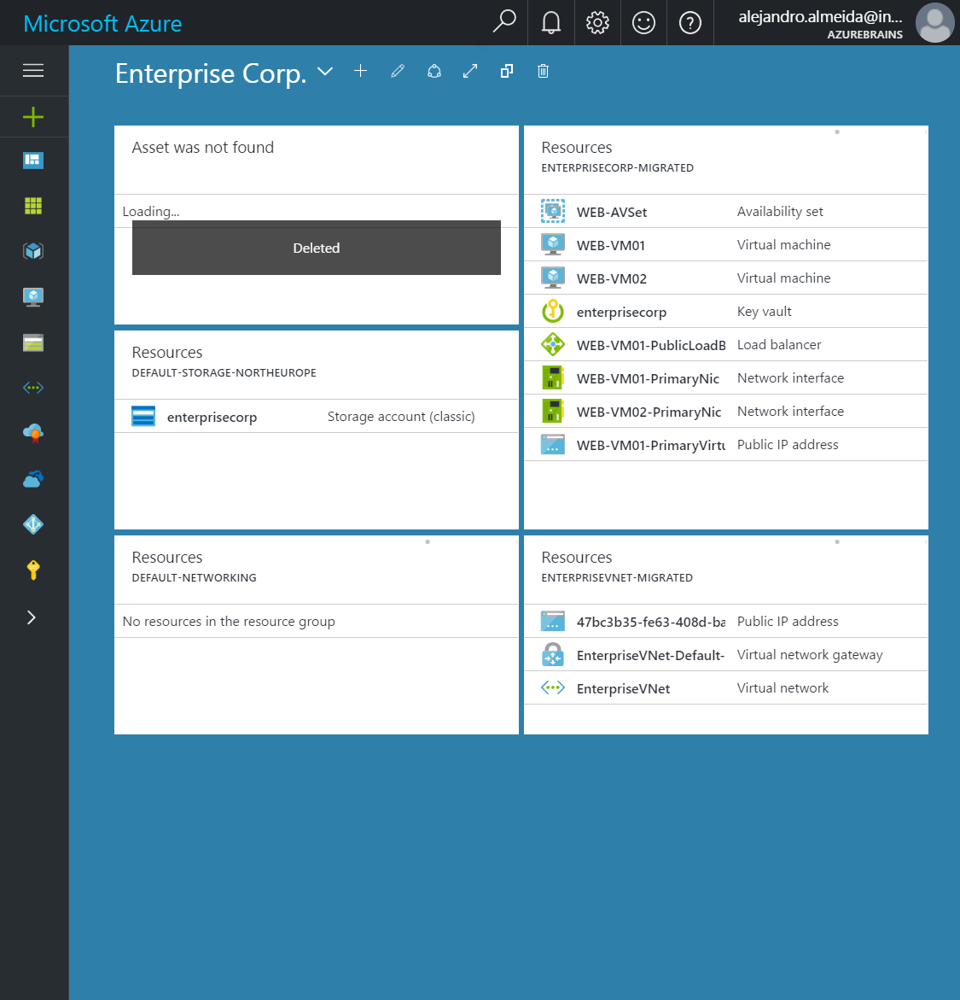 Microsoft Azure
alejandro.almeida@in...
AZUREBRAINS
Enterprise Corp.
Asset was not found
Loading...
Deleted
Resources
DEFAULT-STORAGE-NORTHEUROPE
enterprisecorp Storage account (classic)
Resources
DEFAULT-NETWORKING
No resources in the resource group
Resources
ENTERPRISECORP-MIGRATED
WEB-AVSet Availability set
WEB-VM01 Virtual machine
WEB-VM02 Virtual machine
enterprisecorp Key vault
WEB-VM01-PublicLoadB Load balancer
WEB-VM01-PrimaryNic Network interface
WEB-VM02-PrimaryNic Network interface
WEB-VM01-PrimaryVirtu Public IP address
Resources
ENTERPRISEVNET-MIGRATED
47bc3b35-fe63-408d-ba Public IP address
EnterpriseVNet-Default- Virtual network gateway
EnterpriseVNet Virtual network